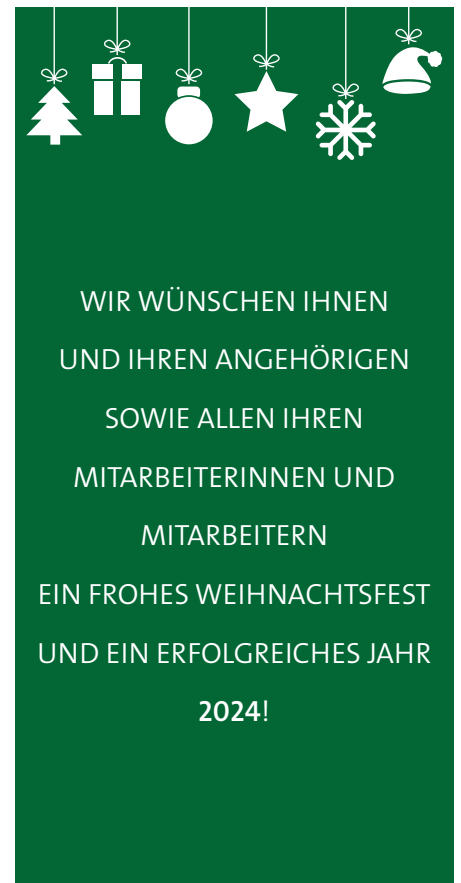 WIR WÜNSCHEN IHNEN
UND IHREN ANGEHÖRIGEN
SOWIE ALLEN IHREN
MITARBEITERINNEN UND
MITARBEITERN
EIN FROHES WEIHNACHTSFEST
UND EIN ERFOLGREICHES JAHR
2024!